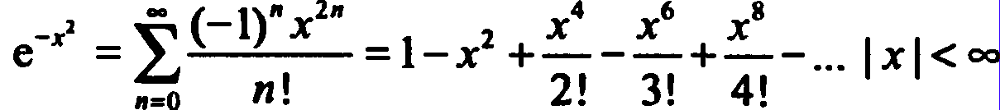 e^{-x^2} = \sum_{n=0}^{\infty} \frac{(-1)^n x^{2n}}{n!} = 1 - x^2 + \frac{x^4}{2!} - \frac{x^6}{3!} + \frac{x^8}{4!} - ... |x| < \infty